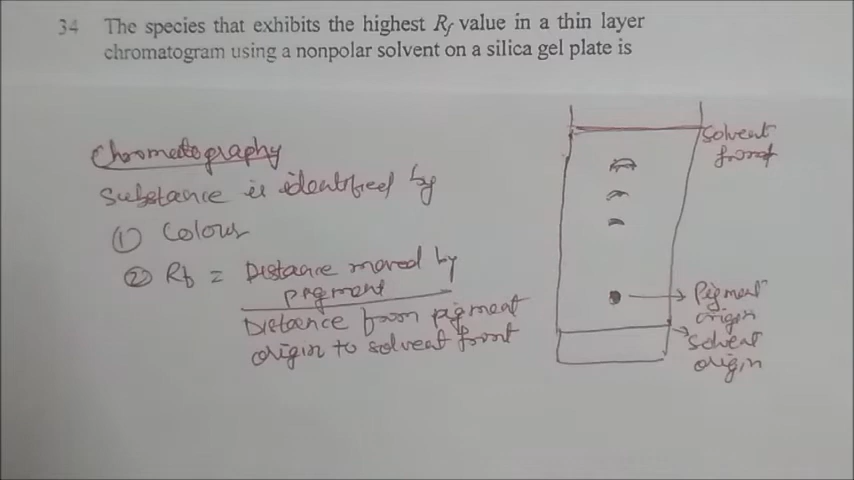 34 The species that exhibits the highest Rf value in a thin layer
chromatogram using a nonpolar solvent on a silica gel plate is
Chromatography
Substance is identified by
① Colour
② Rf = Distance moved by
pigment
Distance from pigment
origin to solvent front
solvent
front
Pigment
origin
Solvent
origin